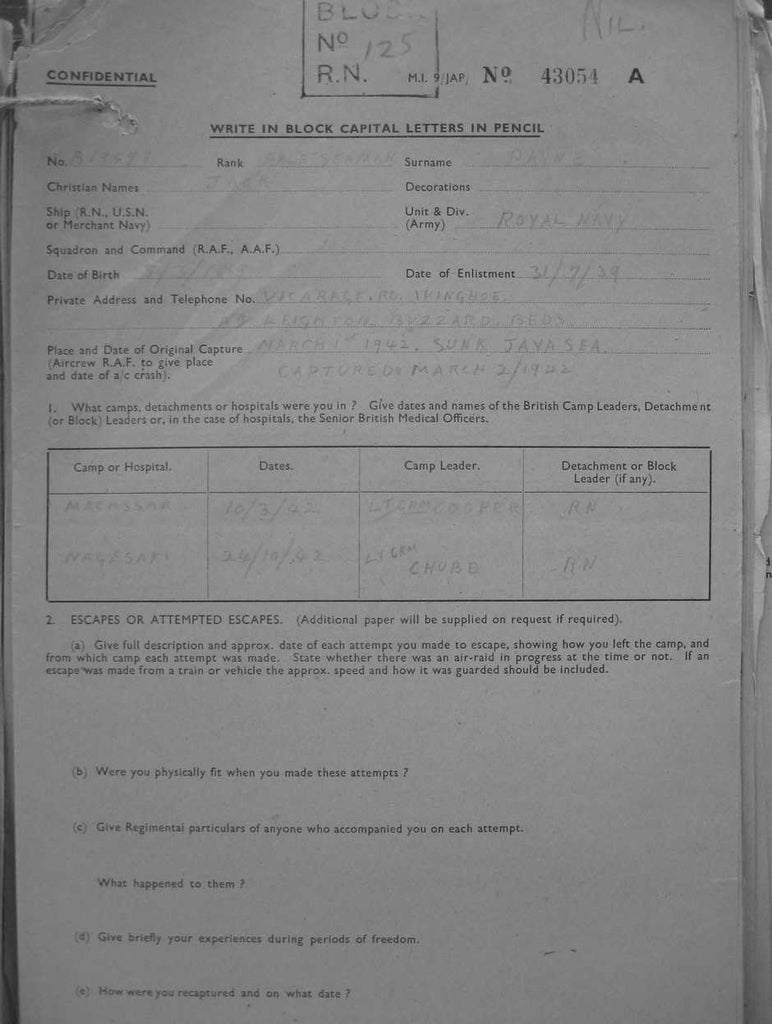 BLOC
Nº 125
R.N.
NIL.
CONFIDENTIAL
M.I. 9/JAP/ Nº 43054 A
WRITE IN BLOCK CAPITAL LETTERS IN PENCIL
No. Rank ABLE SEAMAN Surname PAINE
Christian Names JACK Decorations
Ship (R.N., U.S.N. Unit & Div.
or Merchant Navy) (Army) ROYAL NAVY
Squadron and Command (R.A.F., A.A.F.)
Date of Birth Date of Enlistment 31/7/39
Private Address and Telephone No. VICARAGE. RD. IVINGHOE.
LEIGHTON. BUZZARD. BEDS
Place and Date of Original Capture MARCH 1st 1942. SUNK JAVA SEA
(Aircrew R.A.F. to give place
and date of a/c crash). CAPTURED MARCH 2/1942
1. What camps, detachments or hospitals were you in ? Give dates and names of the British Camp Leaders, Detachment
(or Block) Leaders or, in the case of hospitals, the Senior British Medical Officers.
Camp or Hospital. Dates. Camp Leader. Detachment or Block
Leader (if any).
MACASSAR 10/3/42 COOPER RN
NAGASAKI 24/10/42 CHUBB RN
2. ESCAPES OR ATTEMPTED ESCAPES. (Additional paper will be supplied on request if required).
(a) Give full description and approx. date of each attempt you made to escape, showing how you left the camp, and
from which camp each attempt was made. State whether there was an air-raid in progress at the time or not. If an
escape was made from a train or vehicle the approx. speed and how it was guarded should be included.
(b) Were you physically fit when you made these attempts ?
(c) Give Regimental particulars of anyone who accompanied you on each attempt.
What happened to them ?
(d) Give briefly your experiences during periods of freedom.
(e) How were you recaptured and on what date ?